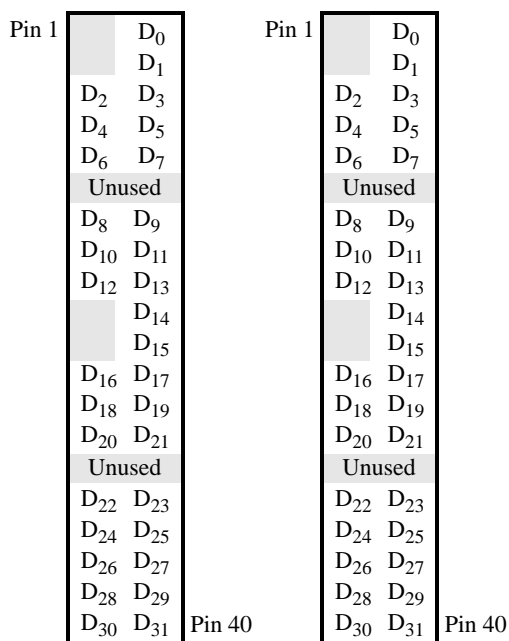 Pin 1 D0 Pin 1 D0
D1 D1
D2 D3 D2 D3
D4 D5 D4 D5
D6 D7 D6 D7
Unused Unused
D8 D9 D8 D9
D10 D11 D10 D11
D12 D13 D12 D13
D14 D14
D15 D15
D16 D17 D16 D17
D18 D19 D18 D19
D20 D21 D20 D21
Unused Unused
D22 D23 D22 D23
D24 D25 D24 D25
D26 D27 D26 D27
D28 D29 D28 D29
D30 D31 Pin 40 D30 D31 Pin 40